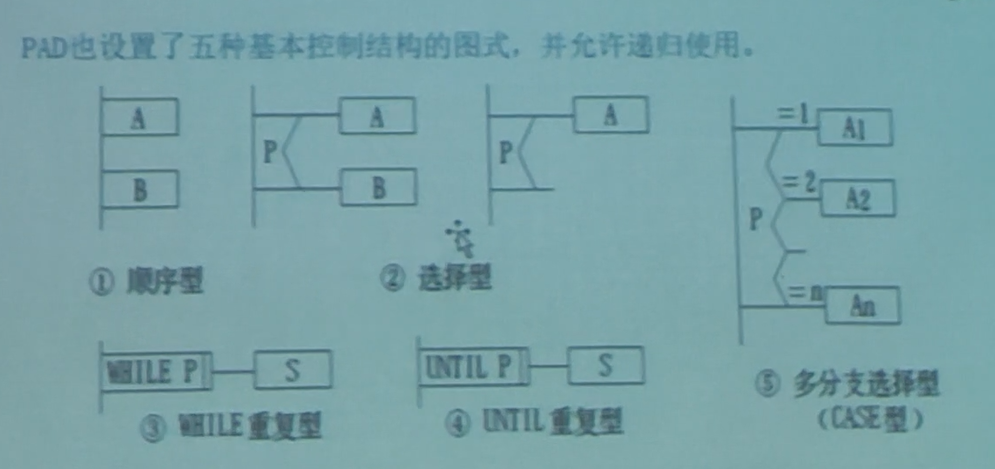 PAD也设置了五种基本控制结构的图式，并允许递归使用。
A
B
P
A
B
P
A
P
=1
A1
=2
A2
=n
An
① 顺序型
② 选择型
WHILE P
S
UNTIL P
S
③ WHILE重复型
④ UNTIL重复型
⑤ 多分支选择型
（CASE型）